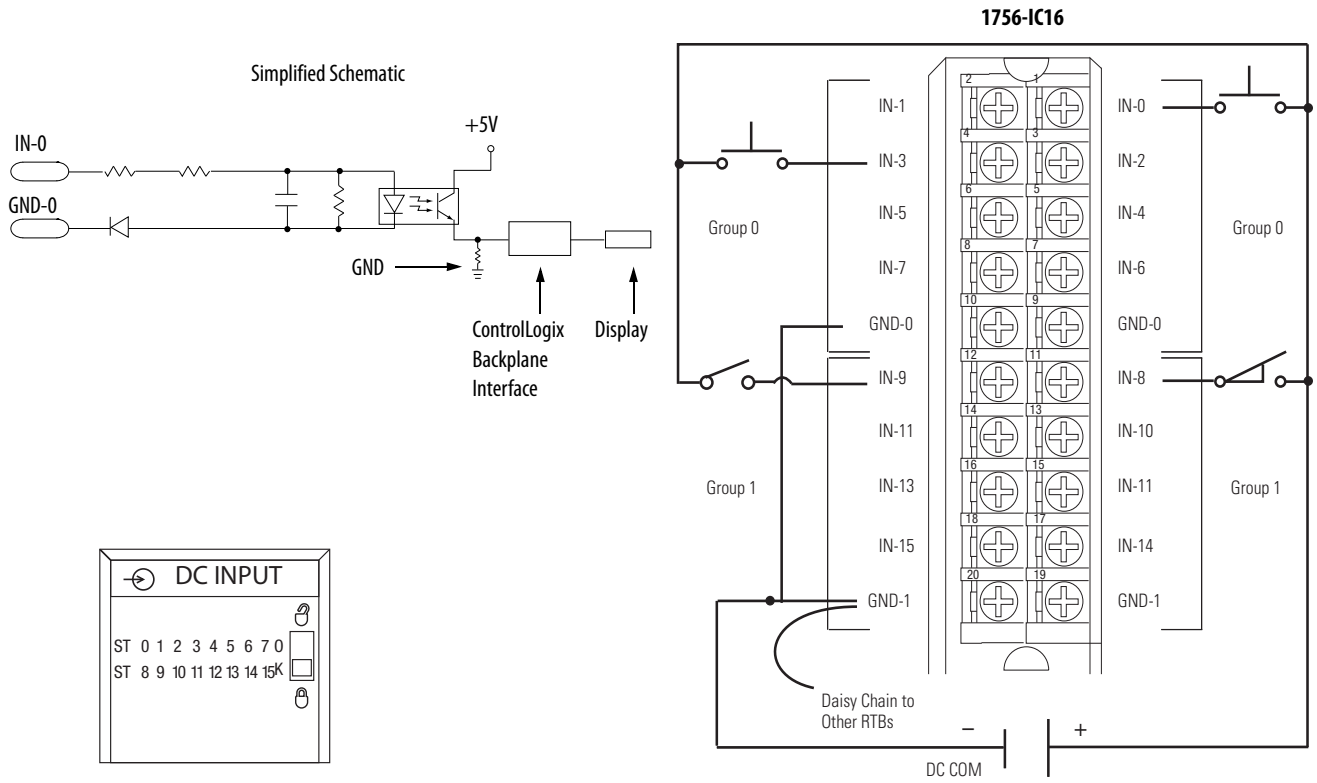 1756-IC16
Simplified Schematic
+5V
IN-0
GND-0
GND
ControlLogix
Backplane
Interface
Display
2 1
IN-1 IN-0
4 3
IN-3 IN-2
6 5
IN-5 IN-4
Group 0 Group 0
8 7
IN-7 IN-6
10 9
GND-0 GND-0
12 11
IN-9 IN-8
14 13
IN-11 IN-10
16 15
IN-13 IN-11
Group 1 Group 1
18 17
IN-15 IN-14
20 19
GND-1 GND-1
Daisy Chain to
Other RTBs
– +
DC COM
DC INPUT
ST 0 1 2 3 4 5 6 7 O
ST 8 9 10 11 12 13 14 15 K